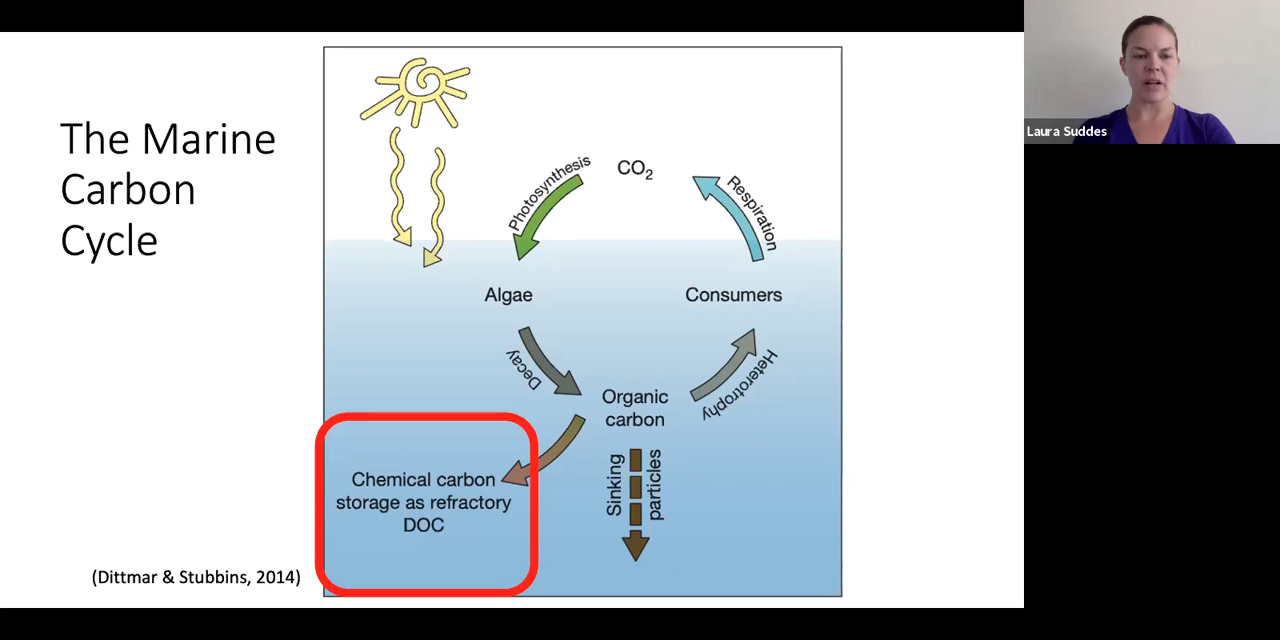 The Marine
Carbon
Cycle
CO₂
Photosynthesis
Respiration
Algae
Consumers
Decay
Heterotrophy
Organic
carbon
Chemical carbon
storage as refractory
DOC
Sinking
particles
(Dittmar & Stubbins, 2014)
Laura Suddes